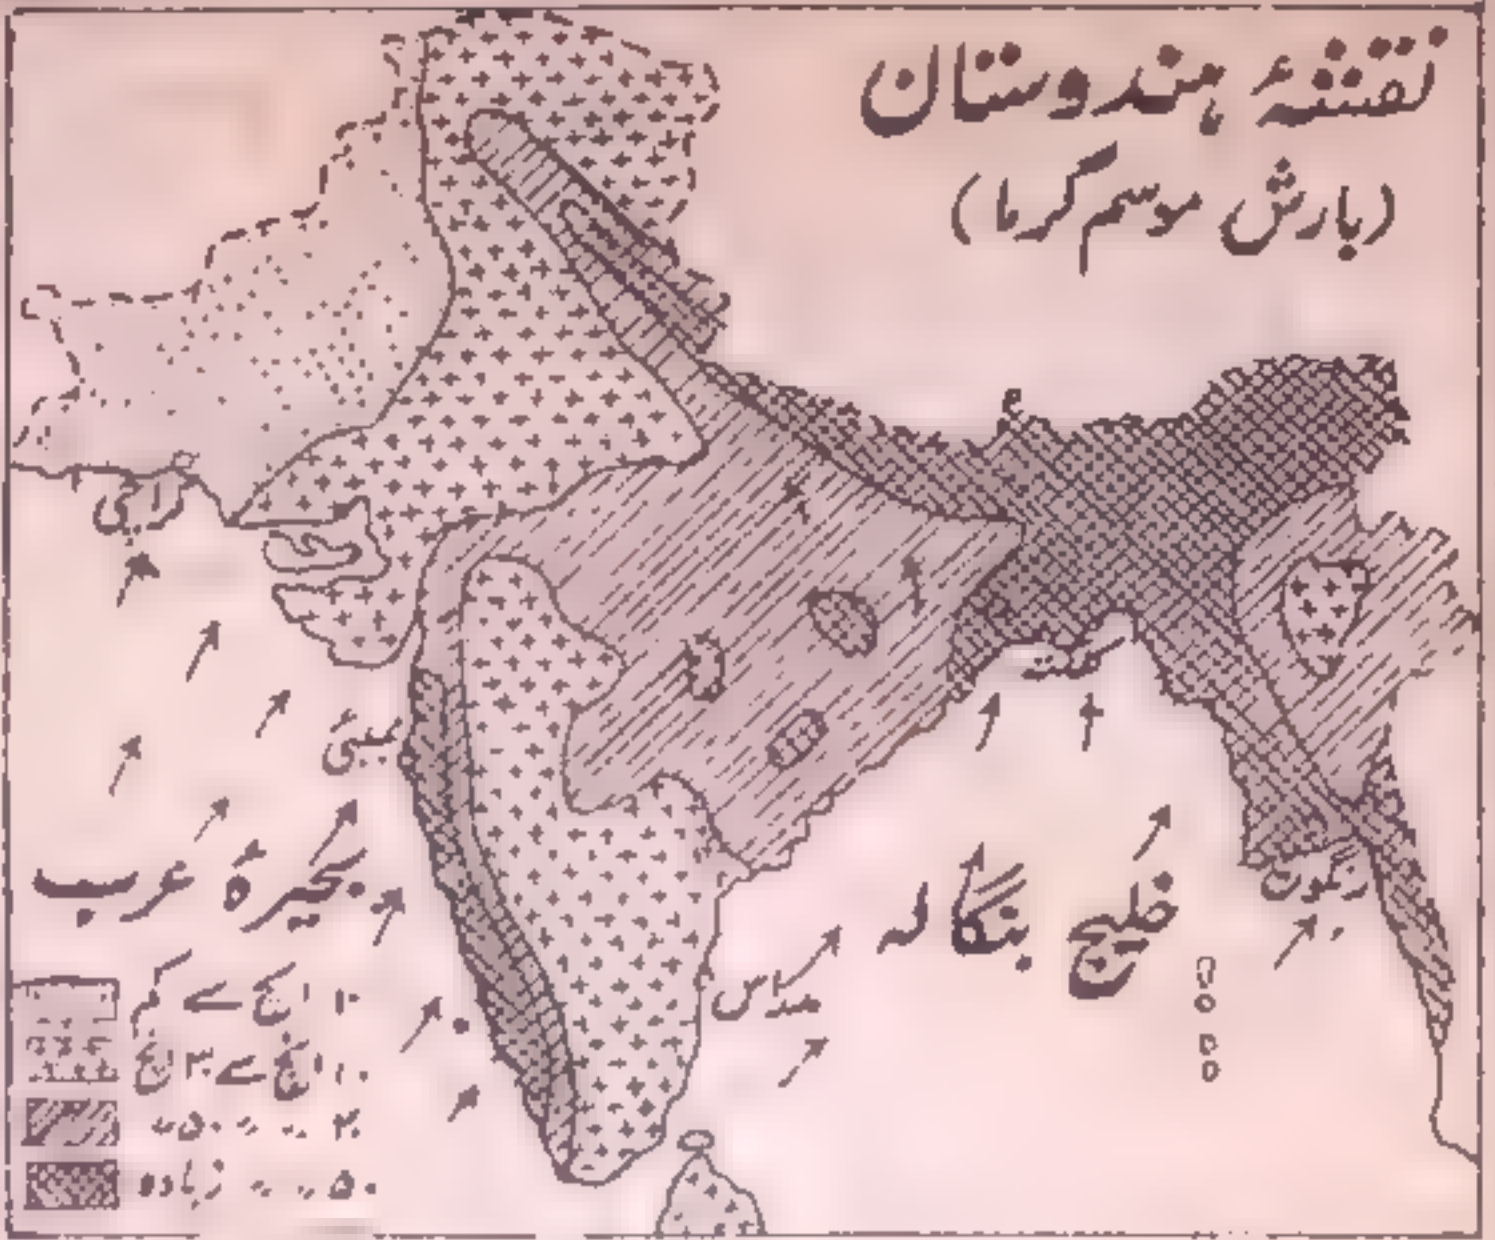 نقشۂ ہندوستان
(بارش موسم گرما)
کراچی
بمبئی
بحیرۂ عرب
خلیج بنگالہ
رنگون
مدراس
۱۰ انچ سے کم
۱۰ انچ سے ۳۰ انچ
۳۰ " " ۵۰ "
۵۰ " " زیادہ